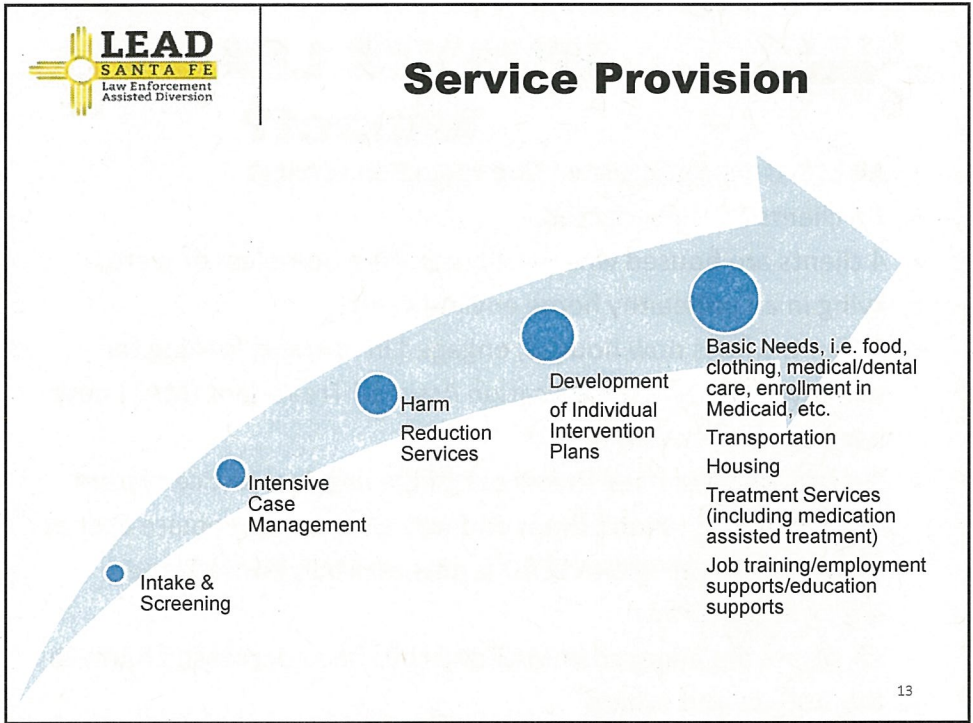 LEAD
SANTA FE
Law Enforcement
Assisted Diversion
Service Provision
Intake &
Screening
Intensive
Case
Management
Harm
Reduction
Services
Development
of Individual
Intervention
Plans
Basic Needs, i.e. food,
clothing, medical/dental
care, enrollment in
Medicaid, etc.
Transportation
Housing
Treatment Services
(including medication
assisted treatment)
Job training/employment
supports/education
supports
13